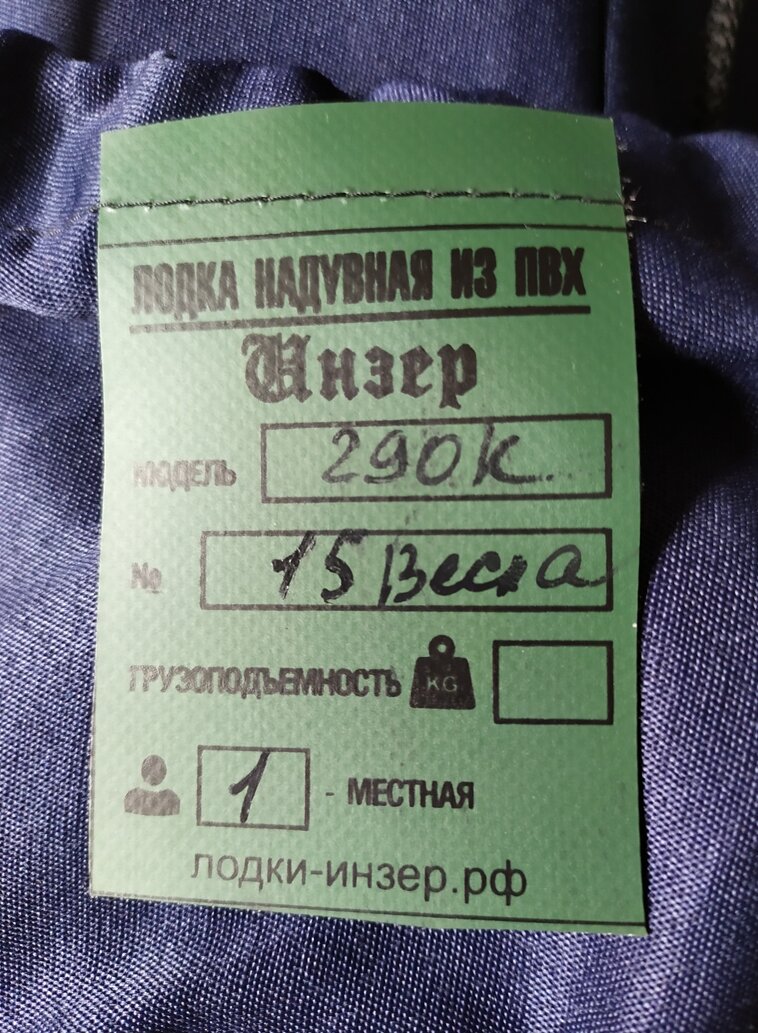 ЛОДКА НАДУВНАЯ ИЗ ПВХ
Инзер
МОДЕЛЬ 290К
№ 15 Весна
ГРУЗОПОДЪЕМНОСТЬ KG
1 - МЕСТНАЯ
лодки-инзер.рф